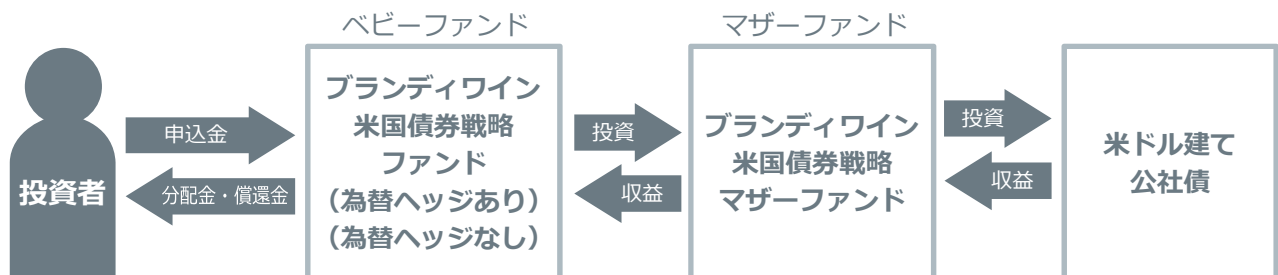 ベビーファンド
マザーファンド
投資者
申込金
分配金・償還金
ブランディワイン
米国債券戦略
ファンド
（為替ヘッジあり）
（為替ヘッジなし）
投資
収益
ブランディワイン
米国債券戦略
マザーファンド
投資
収益
米ドル建て
公社債